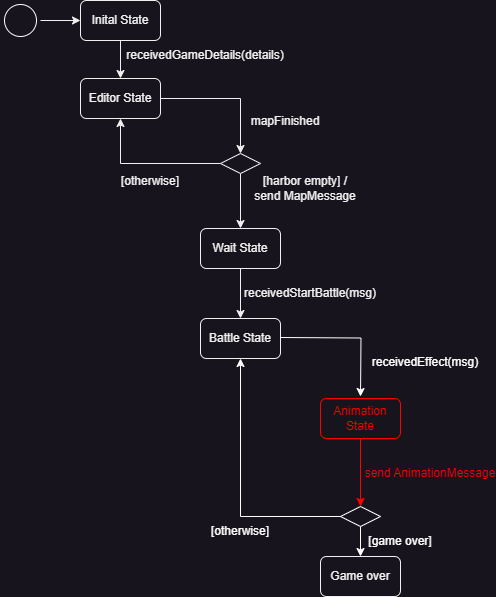 Inital State
receivedGameDetails(details)
Editor State
mapFinished
[otherwise]
[harbor empty] /
send MapMessage
Wait State
receivedStartBattle(msg)
Battle State
receivedEffect(msg)
Animation
State
send AnimationMessage
[otherwise]
[game over]
Game over